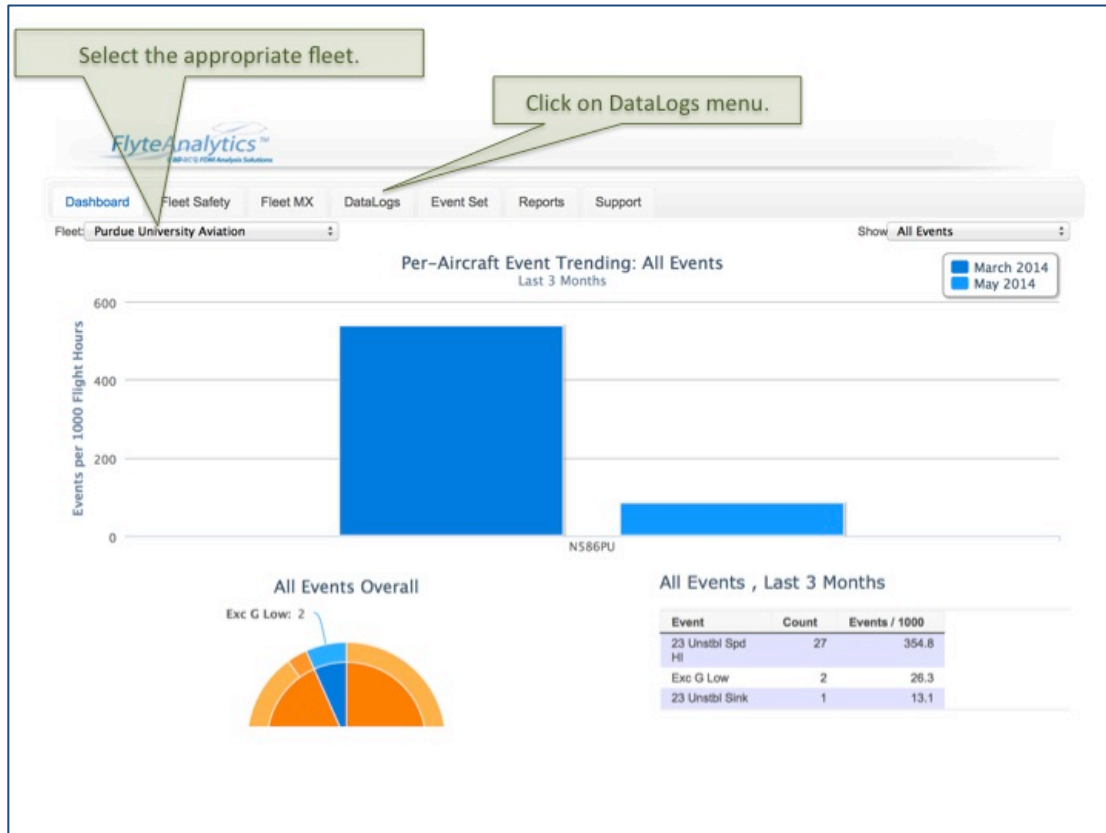 Select the appropriate fleet.
Click on DataLogs menu.
FlyteAnalytics™
FDM Analysis Solutions
Dashboard Fleet Safety Fleet MX DataLogs Event Set Reports Support
Fleet: Purdue University Aviation Show All Events
Per-Aircraft Event Trending: All Events
Last 3 Months
March 2014
May 2014
Events per 1000 Flight Hours
600
400
200
0
N586PU
All Events Overall
Exc G Low: 2
All Events , Last 3 Months
Event Count Events / 1000
23 Unstbl Spd 27 354.8
HI
Exc G Low 2 26.3
23 Unstbl Sink 1 13.1